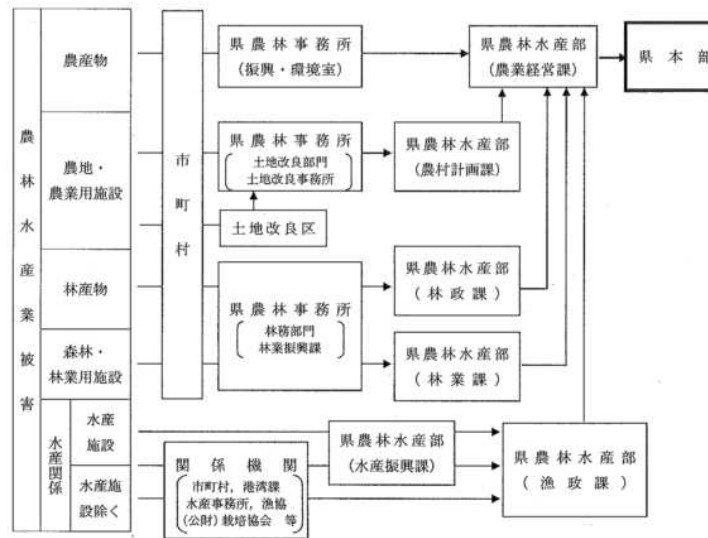 農林水産業被害
農産物
農地・
農業用施設
林産物
森林・
林業用施設
水産関係
水産
施設
水産施
設除く
市町村
県農林事務所
(振興・環境室)
県農林事務所
土地改良部門
土地改良事務所
土地改良区
県農林事務所
林務部門
林業振興課
関係機関
市町村,港湾課
水産事務所,漁協
(公財)栽培協会 等
県農林水産部
(農村計画課)
県農林水産部
(林政課)
県農林水産部
(林業課)
県農林水産部
(水産振興課)
県農林水産部
(農業経営課)
県農林水産部
(漁政課)
県本部